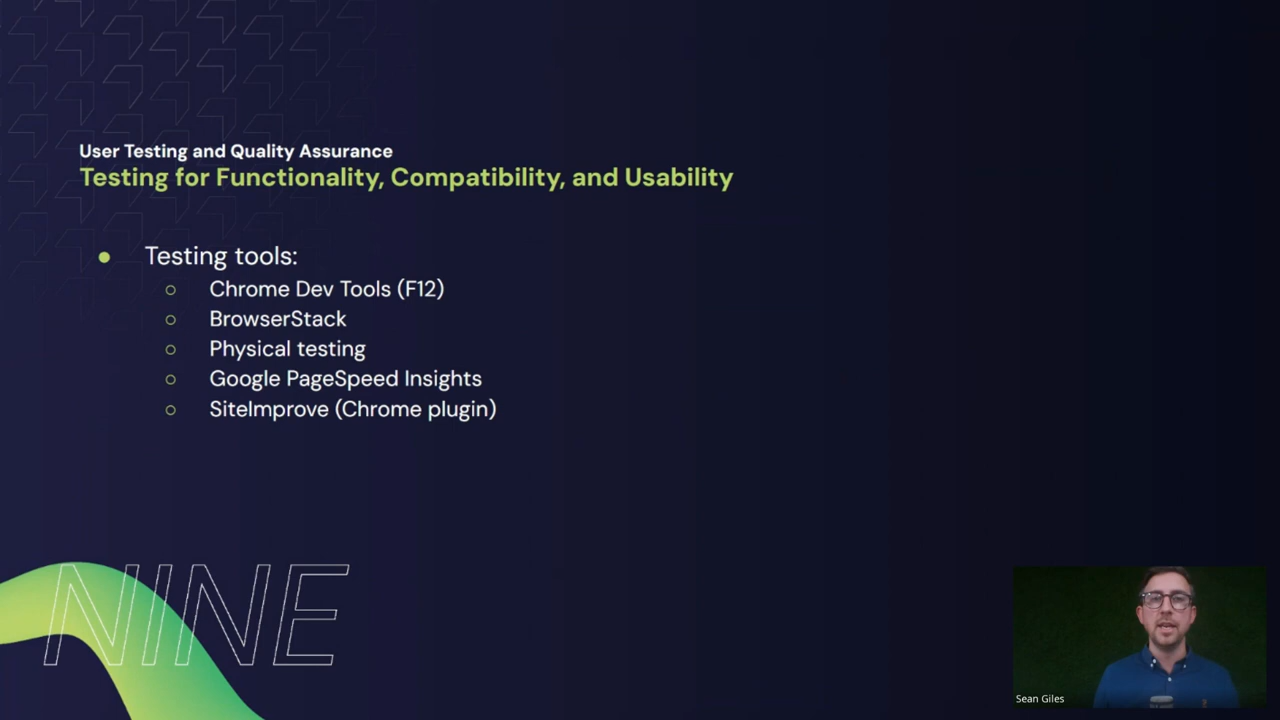 User Testing and Quality Assurance
Testing for Functionality, Compatibility, and Usability
Testing tools:
Chrome Dev Tools (F12)
BrowserStack
Physical testing
Google PageSpeed Insights
SiteImprove (Chrome plugin)
NINE
Sean Giles